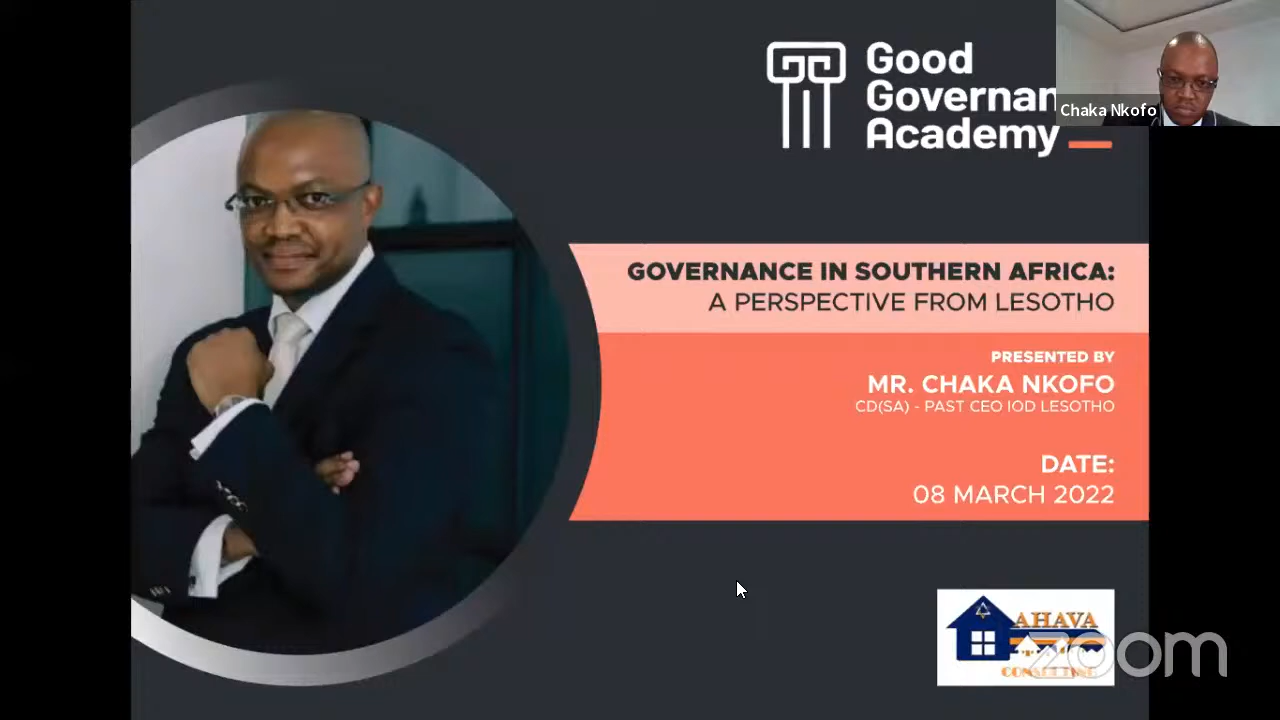 Good
Governan
Academy
Chaka Nkofo
GOVERNANCE IN SOUTHERN AFRICA:
A PERSPECTIVE FROM LESOTHO
PRESENTED BY
MR. CHAKA NKOFO
CD(SA) - PAST CEO IOD LESOTHO
DATE:
08 MARCH 2022
AHAVA
zoom